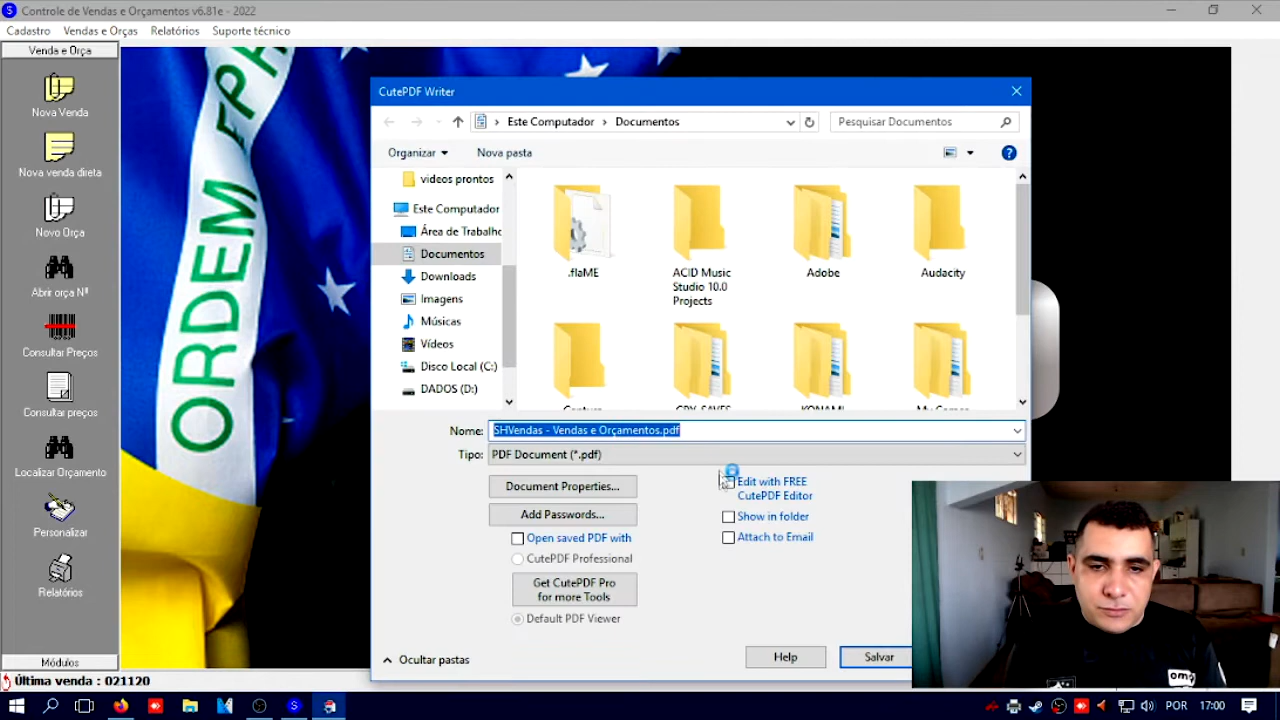 Controle de Vendas e Orçamentos v6.81e - 2022
Cadastro Vendas e Orças Relatórios Suporte técnico
Venda e Orça
Nova Venda
Nova venda direta
Novo Orça
Abrir orça Nº
Consultar Preços
Consultar preços
Localizar Orçamento
Personalizar
Relatórios
Módulos
Última venda : 021120
ORDEM E PR
CutePDF Writer
Este Computador > Documentos
Pesquisar Documentos
Organizar
Nova pasta
videos prontos
Este Computador
Área de Trabalho
Documentos
Downloads
Imagens
Músicas
Vídeos
Disco Local (C:)
DADOS (D:)
.flaME
ACID Music
Studio 10.0
Projects
Adobe
Audacity
KONAMI
Nome: SHVendas - Vendas e Orçamentos.pdf
Tipo: PDF Document (*.pdf)
Document Properties...
Add Passwords...
Open saved PDF with
CutePDF Professional
Get CutePDF Pro
for more Tools
Default PDF Viewer
Edit with FREE
CutePDF Editor
Show in folder
Attach to Email
Ocultar pastas
Help
Salvar
POR 17:00